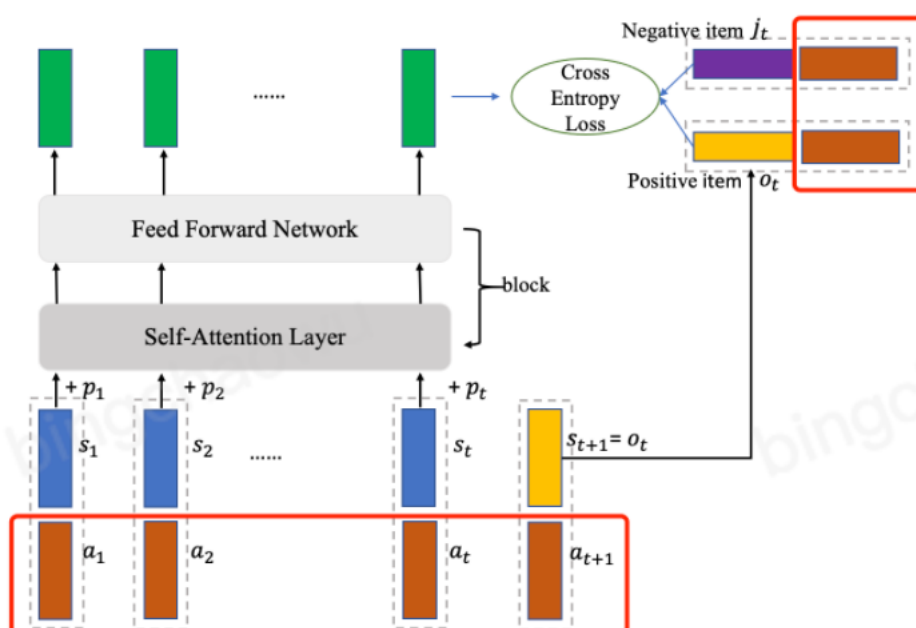 Negative item j_t
Cross
Entropy
Loss
......
Positive item o_t
Feed Forward Network
block
Self-Attention Layer
+ p_1
+ p_2
+ p_t
s_1
s_2
......
s_t
s_{t+1} = o_t
a_1
a_2
a_t
a_{t+1}